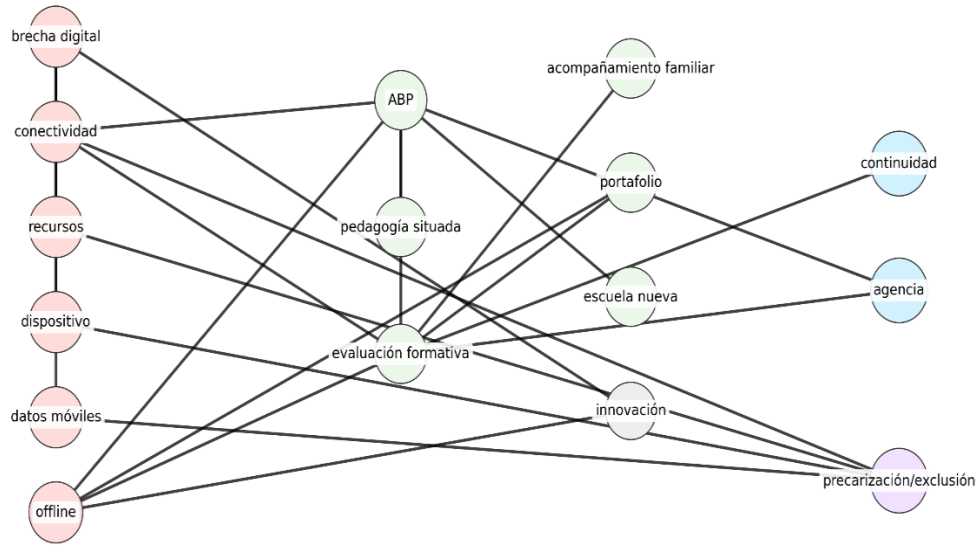 brecha digital
conectividad
recursos
dispositivo
datos móviles
offline
ABP
pedagogía situada
evaluación formativa
acompañamiento familiar
portafolio
escuela nueva
innovación
continuidad
agencia
precarización/exclusión